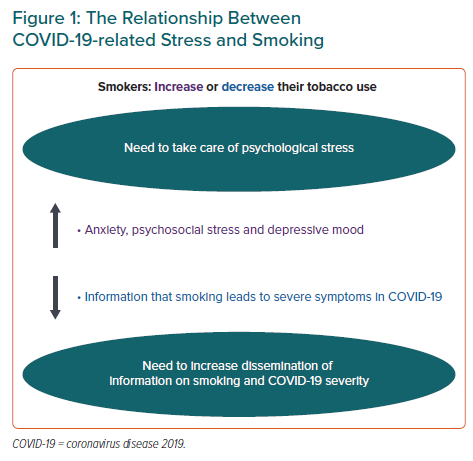 Figure 1: The Relationship Between
COVID-19-related Stress and Smoking
Smokers: Increase or decrease their tobacco use
Need to take care of psychological stress
• Anxiety, psychosocial stress and depressive mood
• Information that smoking leads to severe symptoms in COVID-19
Need to increase dissemination of
information on smoking and COVID-19 severity
COVID-19 = coronavirus disease 2019.